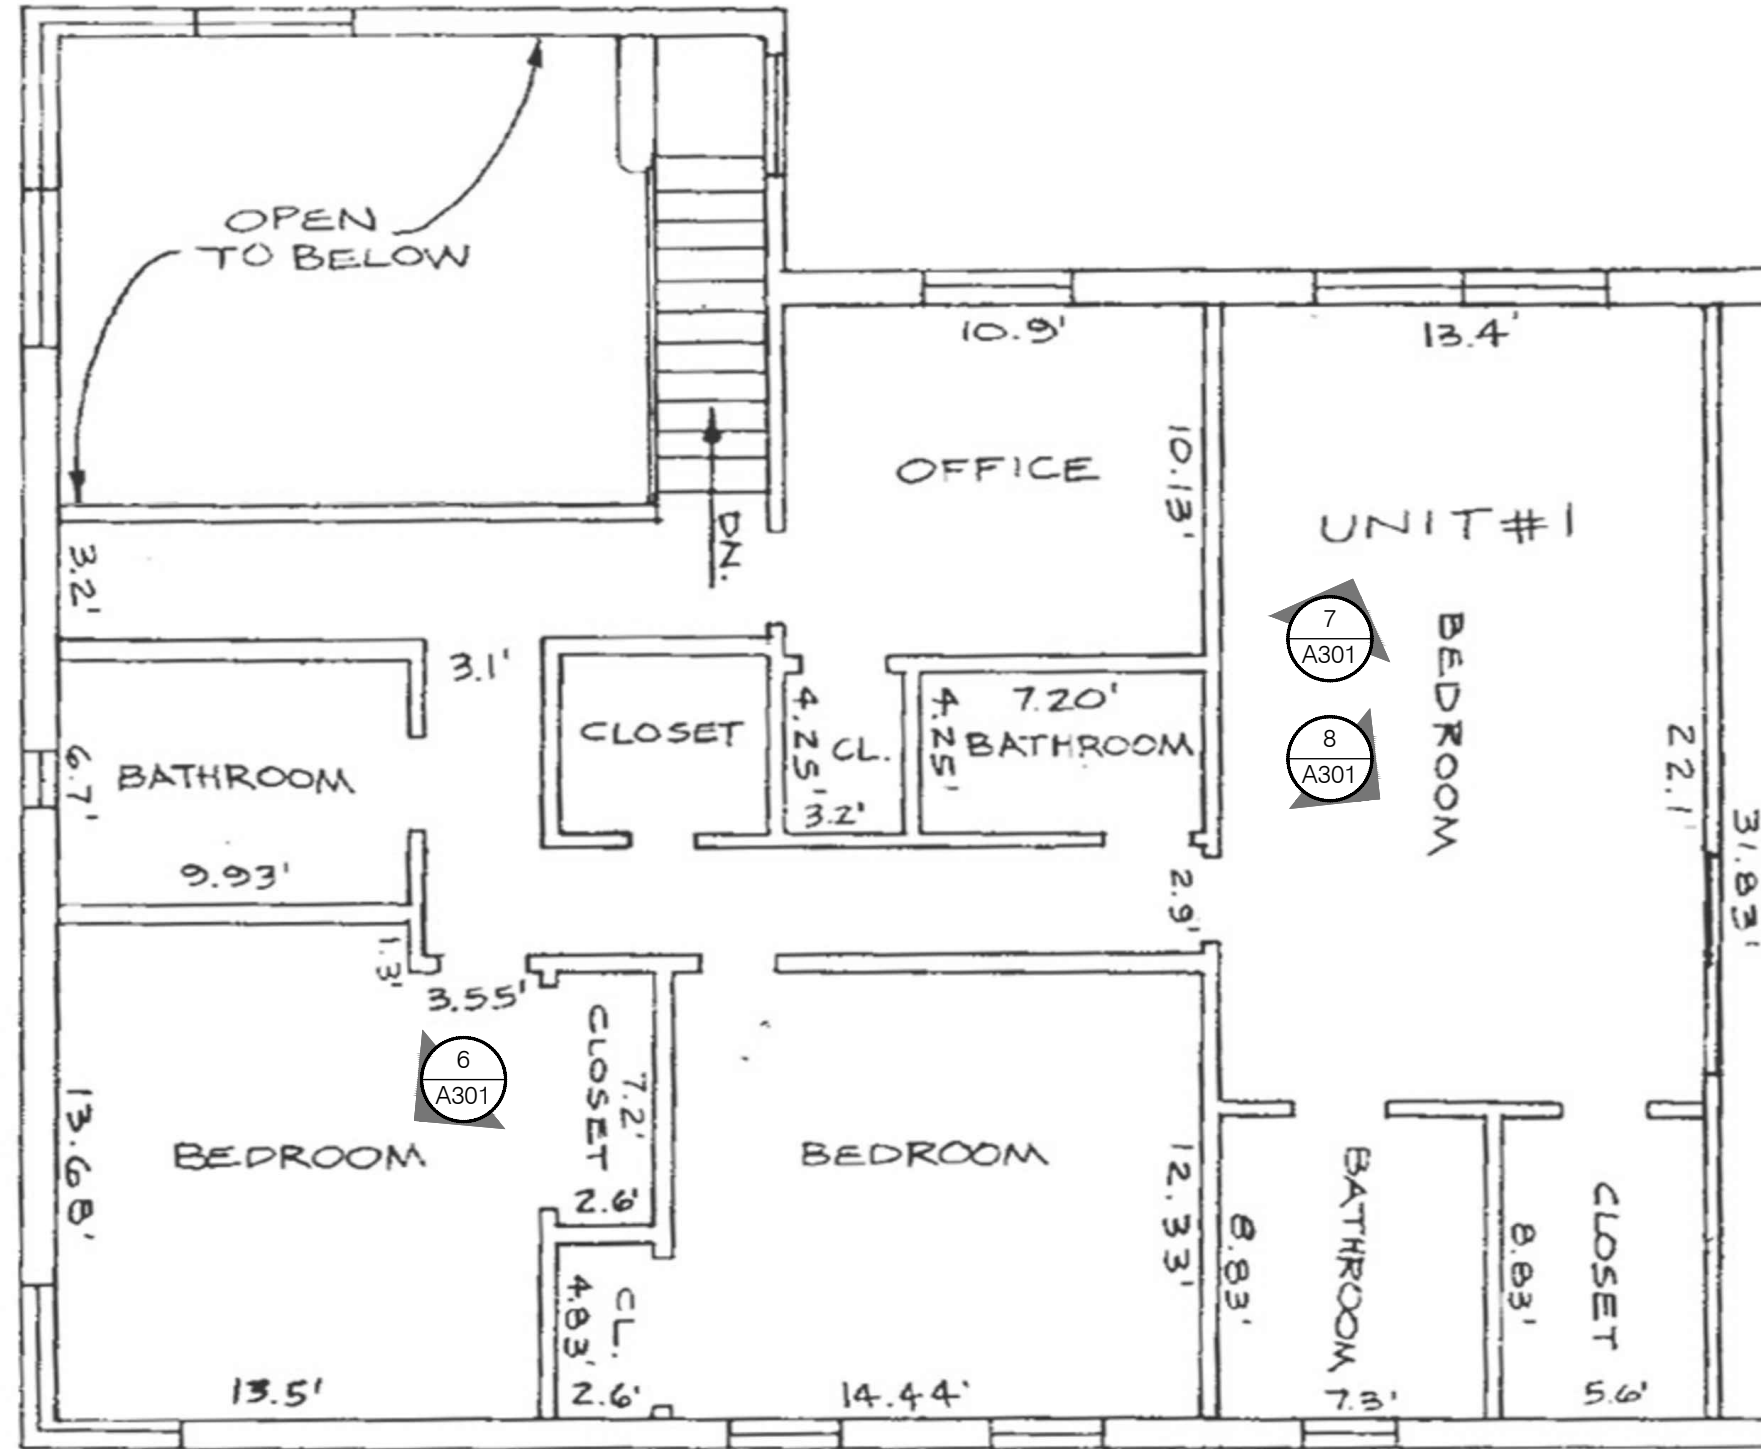 OPEN
TO BELOW
10.9'
13.4'
OFFICE
10.13'
UNIT #1
DN.
3.2'
3.1'
7
A301
BEDROOM
CLOSET
4.25'
CL.
3.2'
4.25'
7.20'
BATHROOM
8
A301
22.1'
31.83'
6.7'
BATHROOM
9.93'
2.9'
1.3'
3.55'
6
A301
CLOSET
7.2'
2.6'
13.68'
BEDROOM
BEDROOM
12.33'
8.83'
BATHROOM
8.83'
CLOSET
4.83'
CL.
13.5'
2.6'
14.44'
7.3'
5.6'